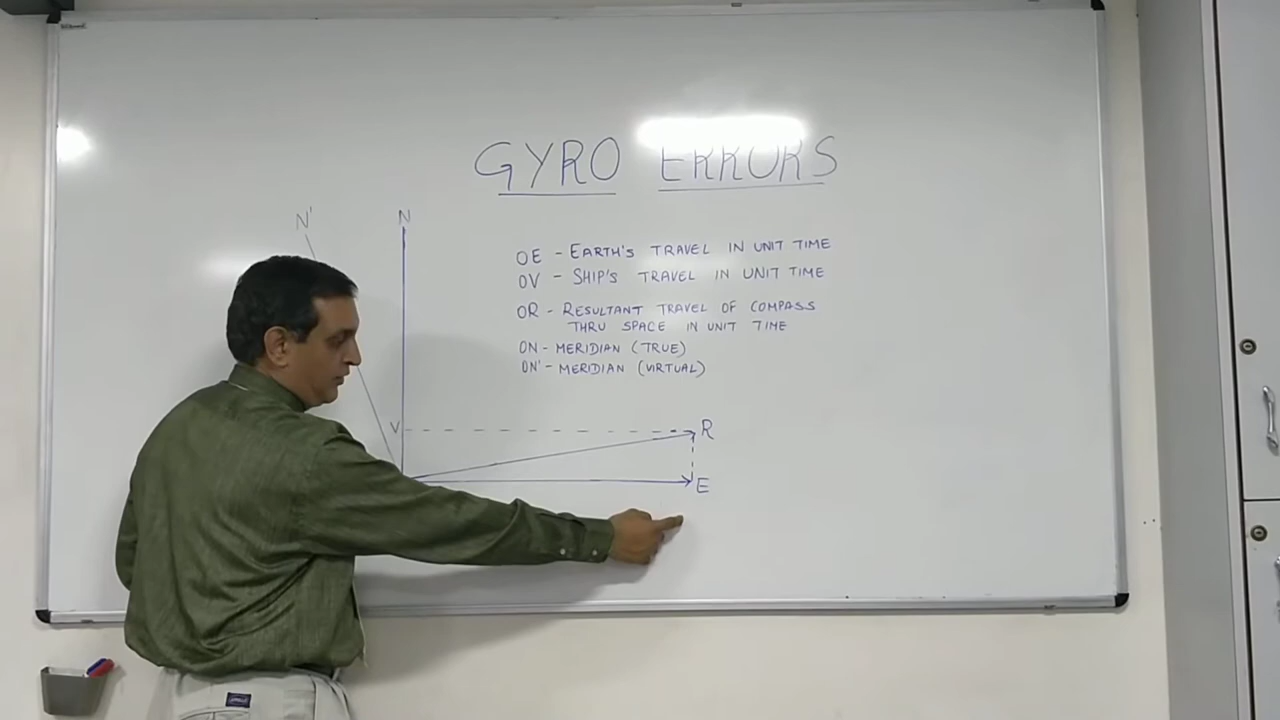 GYRO ERRORS
N'
N
OE - EARTH'S TRAVEL IN UNIT TIME
OV - SHIP'S TRAVEL IN UNIT TIME
OR - RESULTANT TRAVEL OF COMPASS
THRU SPACE IN UNIT TIME
ON - MERIDIAN (TRUE)
ON' - MERIDIAN (VIRTUAL)
V
R
E